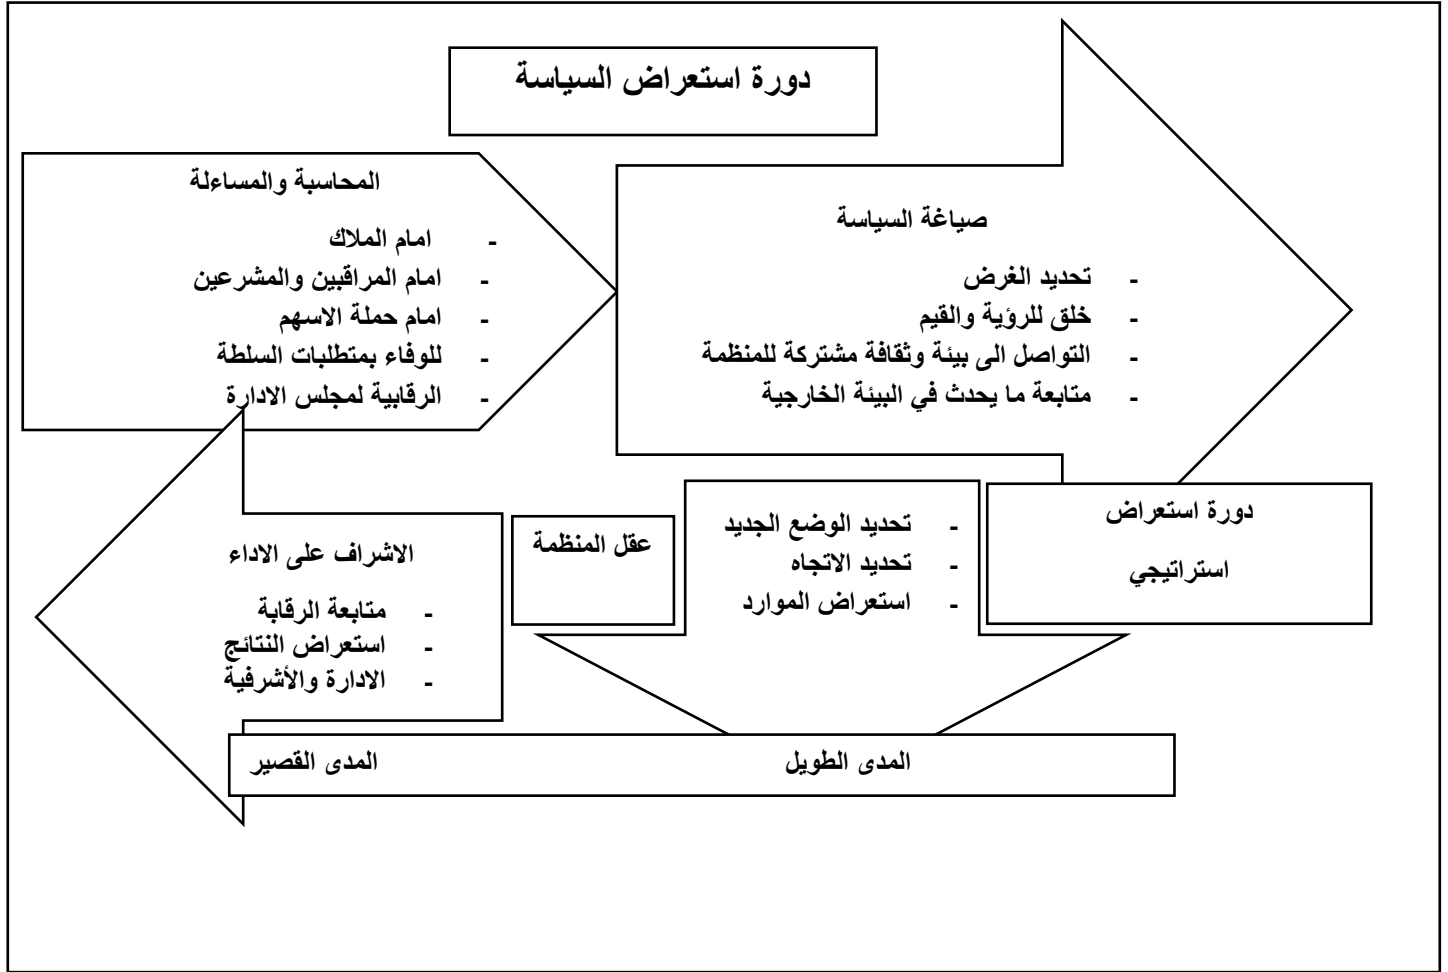 دورة استعراض السياسة
المحاسبة والمساءلة
- امام الملاك
- امام المراقبين والمشرعين
- امام حملة الاسهم
- للوفاء بمتطلبات السلطة
- الرقابية لمجلس الادارة
صياغة السياسة
- تحديد الغرض
- خلق للرؤية والقيم
- التواصل الى بيئة وثقافة مشتركة للمنظمة
- متابعة ما يحدث في البيئة الخارجية
دورة استعراض
استراتيجي
- تحديد الوضع الجديد
- تحديد الاتجاه
- استعراض الموارد
عقل المنظمة
الاشراف على الاداء
- متابعة الرقابة
- استعراض النتائج
- الادارة والأشرفية
المدى الطويل
المدى القصير